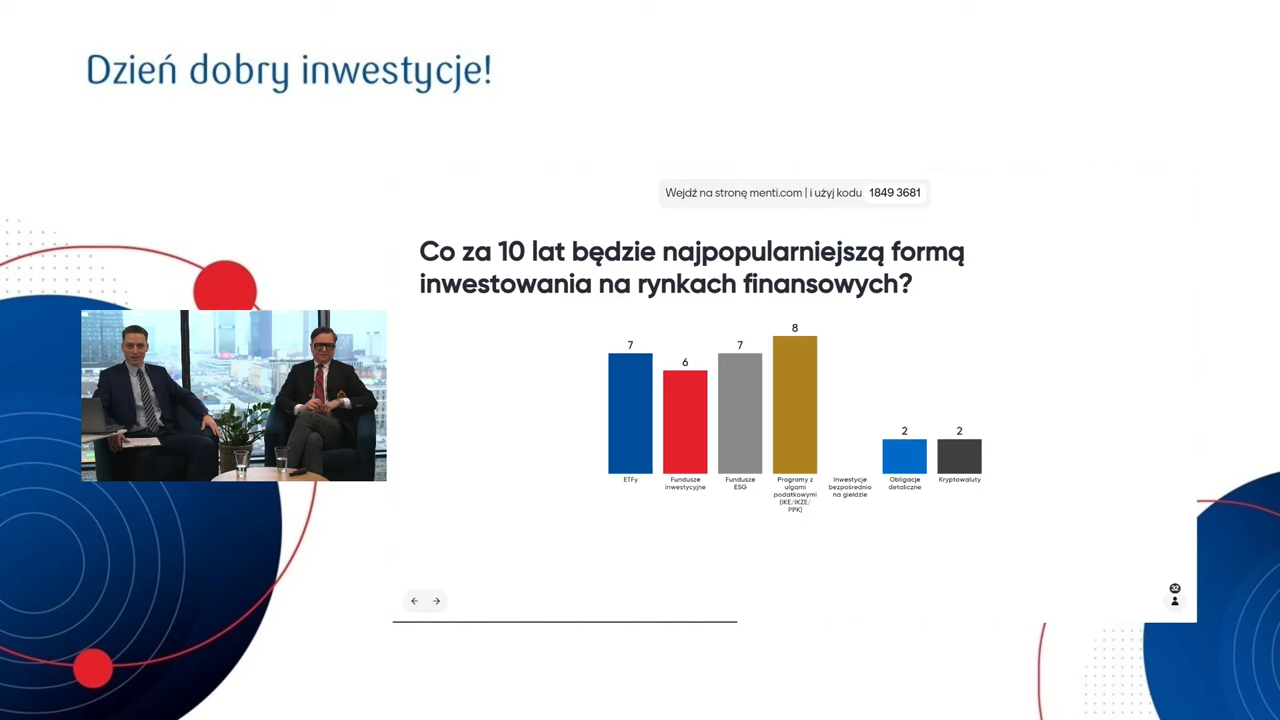 Dzień dobry inwestycje!
Wejdź na stronę menti.com | i użyj kodu 1849 3681
Co za 10 lat będzie najpopularniejszą formą
inwestowania na rynkach finansowych?
7
6
7
8
2
2
ETFy
Fundusze
inwestycyjne
Fundusze
ESG
Programy z
ulgami
podatkowymi
(IKE/IKZE/
PPK)
Inwestycje
bezpośrednio
na giełdzie
Obligacje
detaliczne
Kryptowaluty
32